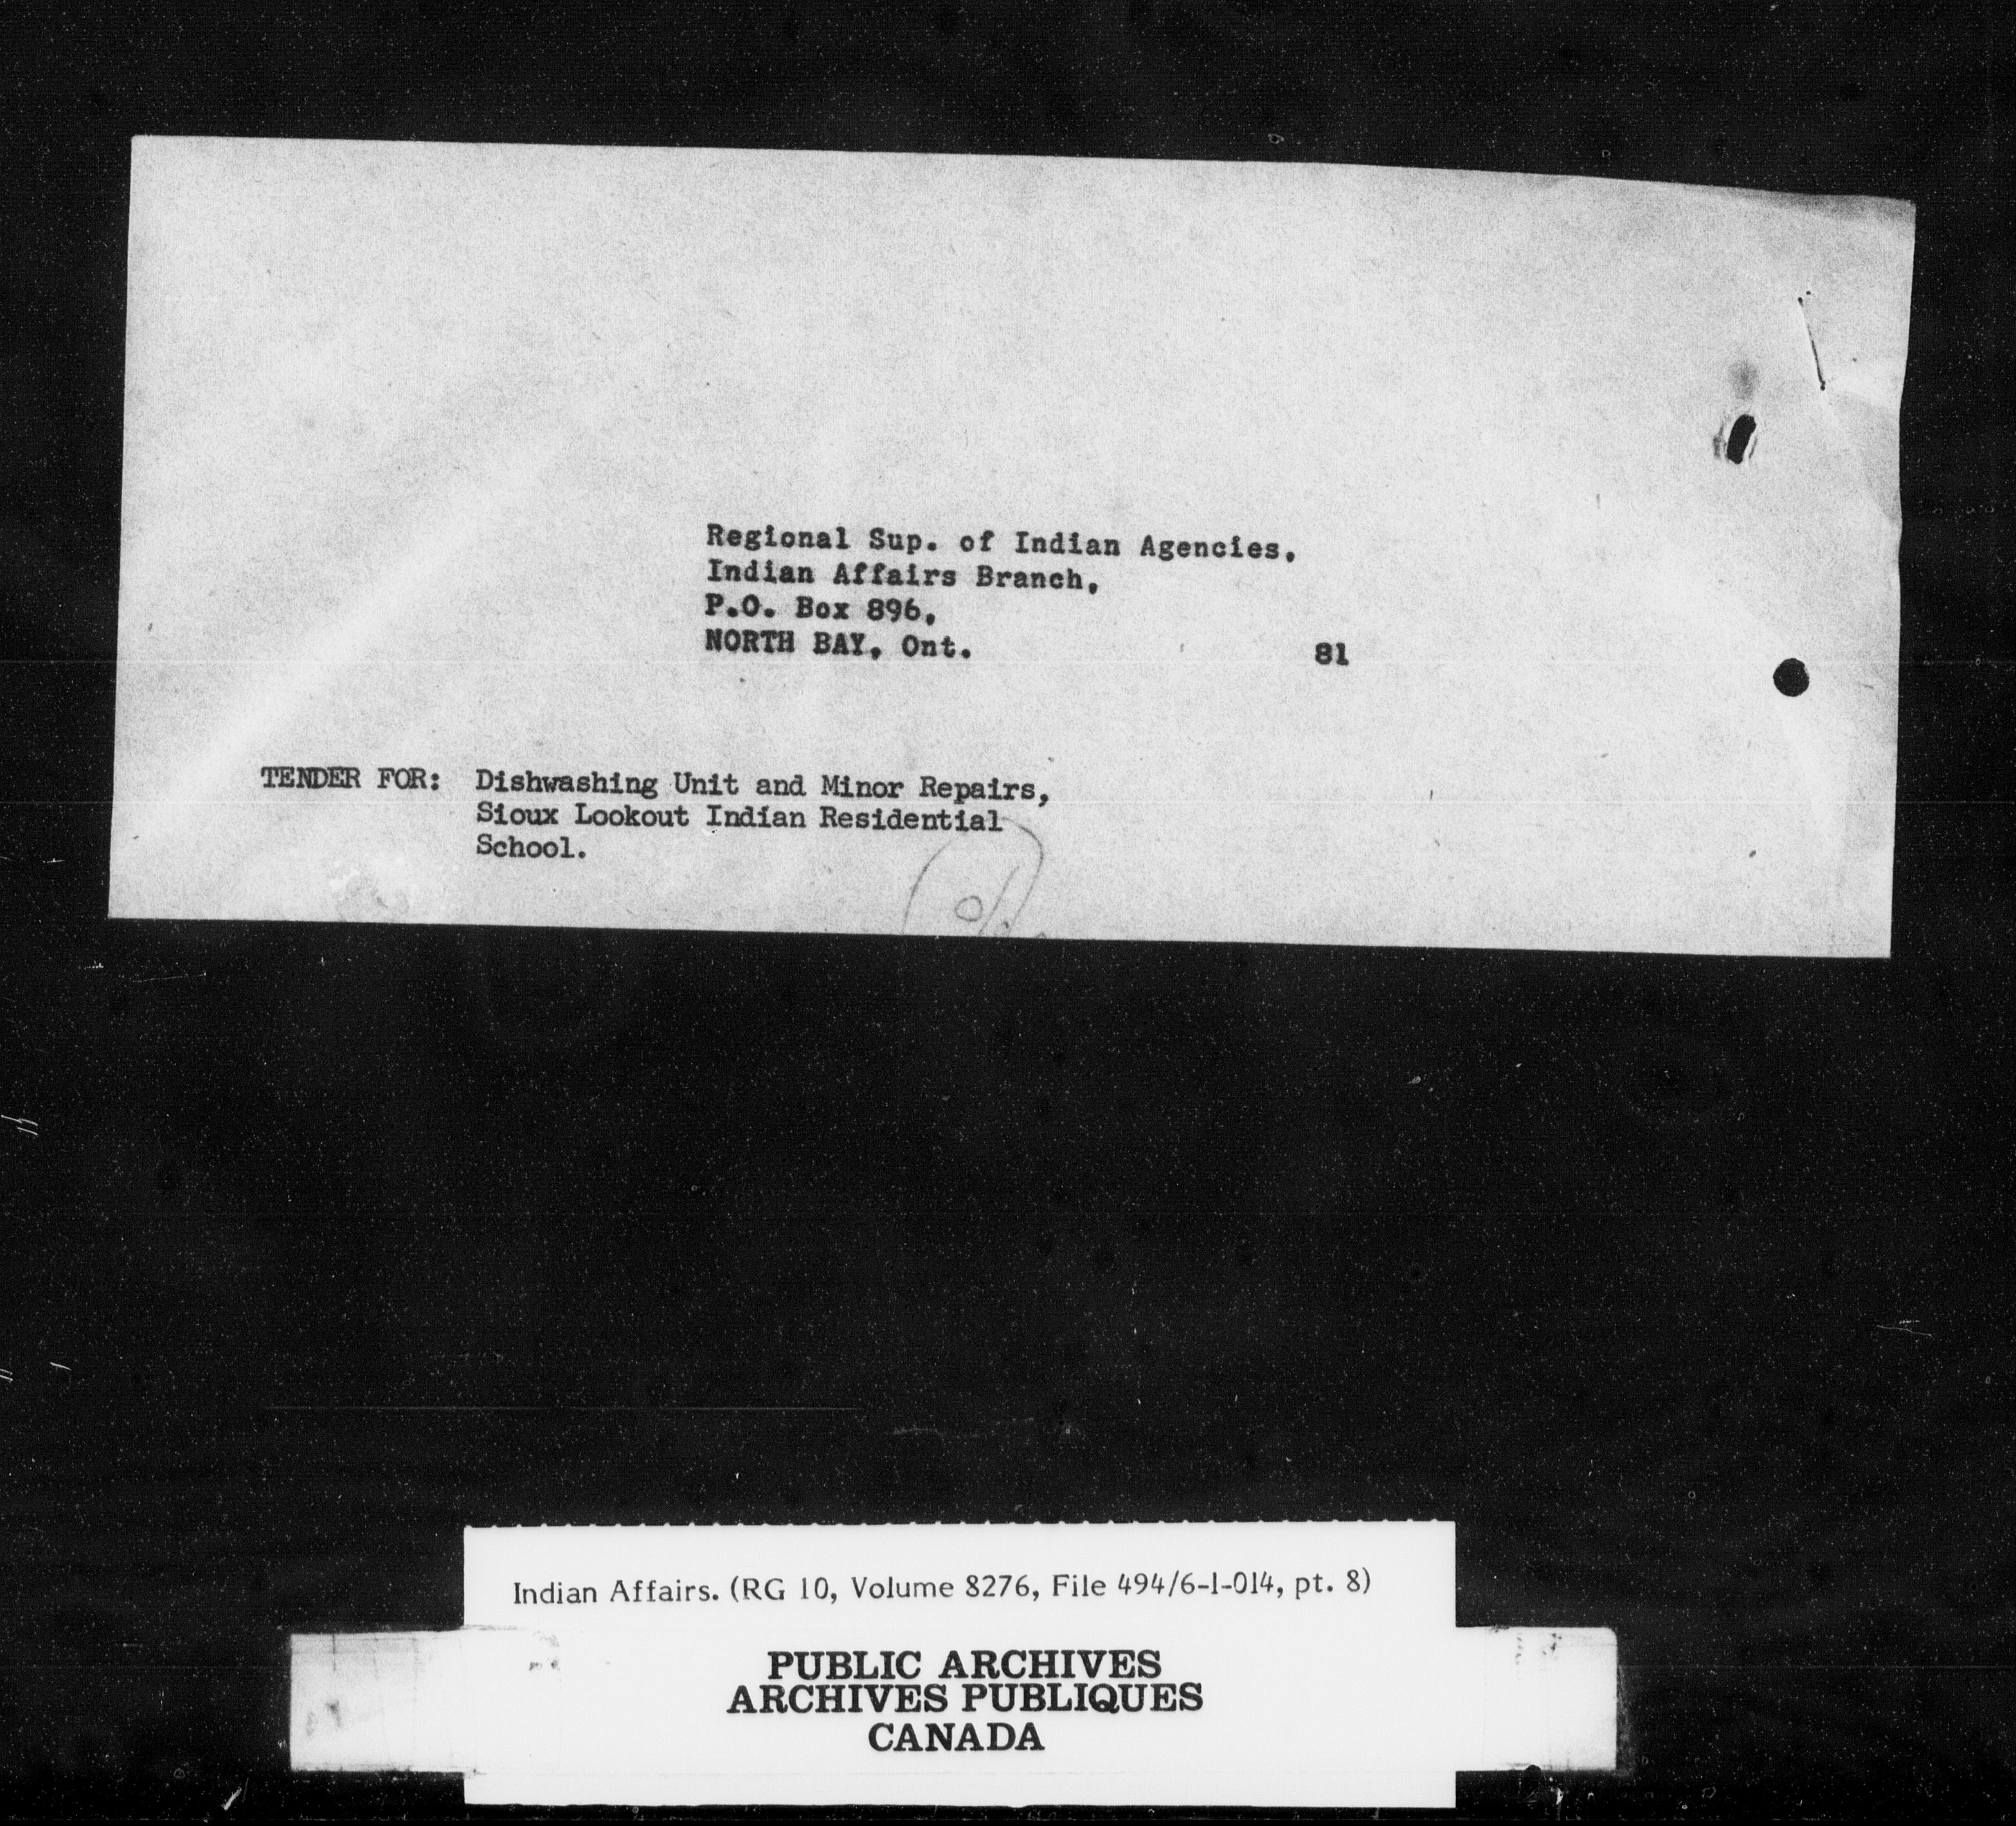 Regional Sup. of Indian Agencies,
Indian Affairs Branch,
P.O. Box 896,
NORTH BAY, Ont. 81
TENDER FOR: Dishwashing Unit and Minor Repairs,
Sioux Lookout Indian Residential
School.
Indian Affairs. (RG 10, Volume 8276, File 494/6-1-014, pt. 8)
PUBLIC ARCHIVES
ARCHIVES PUBLIQUES
CANADA